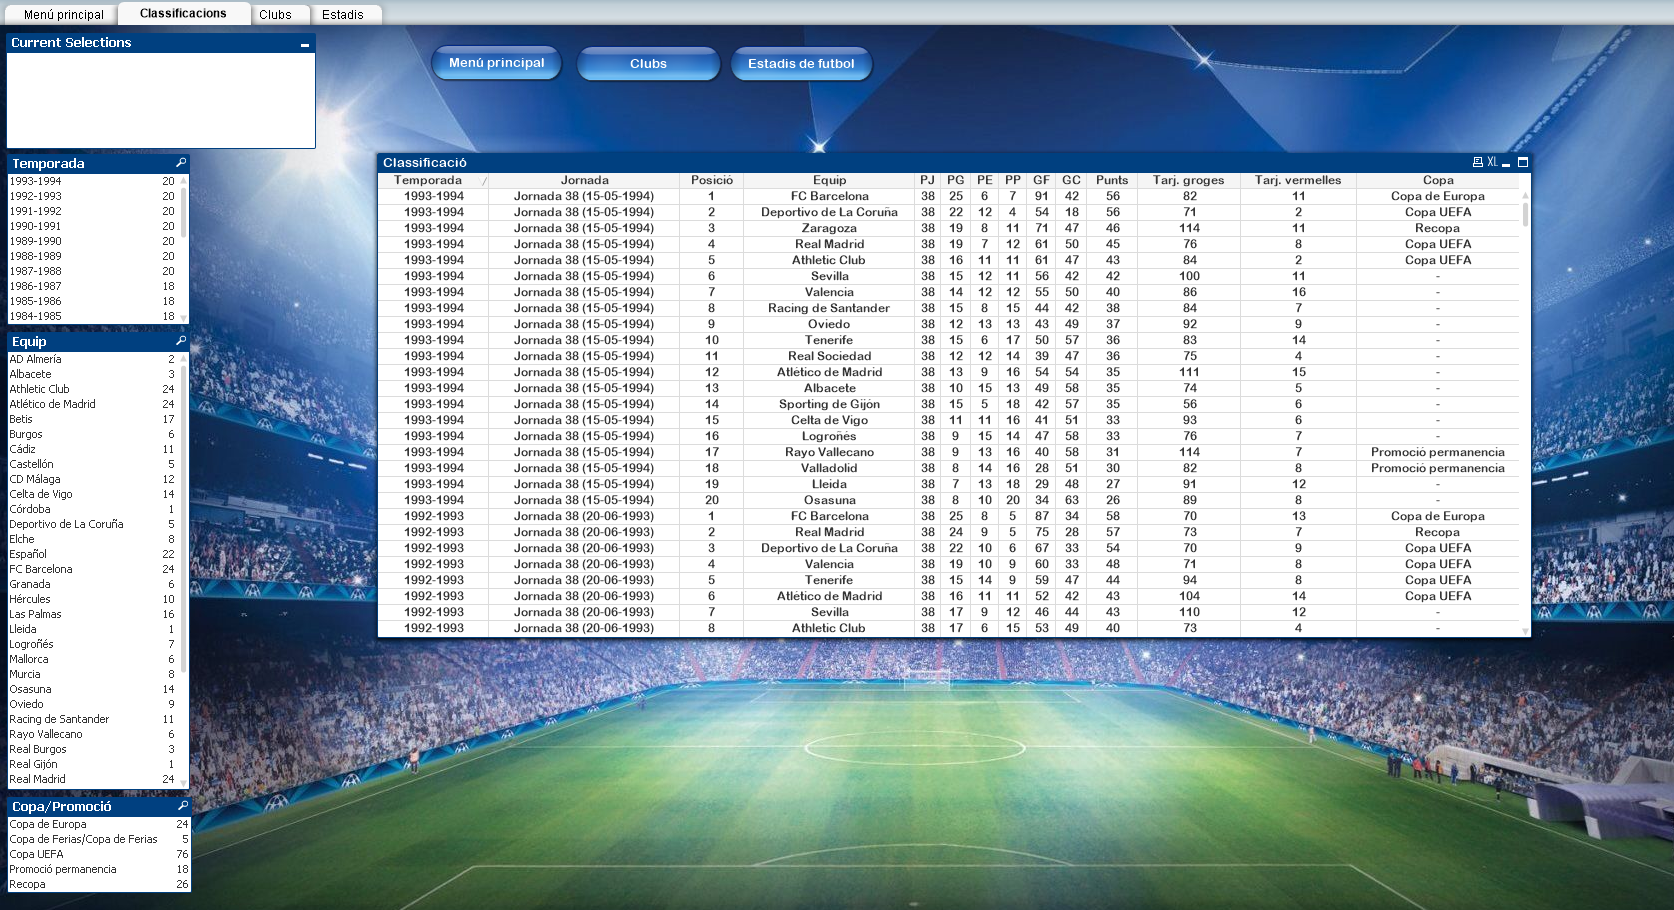 Menú principal Classificacions Clubs Estadis
Current Selections
Menú principal Clubs Estadis de futbol
Temporada
1993-1994 20
1992-1993 20
1991-1992 20
1990-1991 20
1989-1990 20
1988-1989 20
1987-1988 20
1986-1987 18
1985-1986 18
1984-1985 18
Equip
AD Almería 2
Albacete 3
Athletic Club 24
Atlético de Madrid 24
Betis 17
Burgos 6
Cádiz 11
Castellón 5
CD Málaga 12
Celta de Vigo 14
Córdoba 1
Deportivo de La Coruña 5
Elche 8
Español 22
FC Barcelona 24
Granada 6
Hércules 10
Las Palmas 16
Lleida 1
Logroñés 7
Mallorca 6
Murcia 8
Osasuna 14
Oviedo 9
Racing de Santander 11
Rayo Vallecano 6
Real Burgos 3
Real Gijón 1
Real Madrid 24
Copa/Promoció
Copa de Europa 24
Copa de Ferias/Copa de Ferias 5
Copa UEFA 76
Promoció permanencia 18
Recopa 26
Classificació XL
Temporada Jornada Posició Equip PJ PG PE PP GF GC Punts Tarj. groges Tarj. vermelles Copa
1993-1994 Jornada 38 (15-05-1994) 1 FC Barcelona 38 25 6 7 91 42 56 82 11 Copa de Europa
1993-1994 Jornada 38 (15-05-1994) 2 Deportivo de La Coruña 38 22 12 4 54 18 56 71 2 Copa UEFA
1993-1994 Jornada 38 (15-05-1994) 3 Zaragoza 38 19 8 11 71 47 46 114 11 Recopa
1993-1994 Jornada 38 (15-05-1994) 4 Real Madrid 38 19 7 12 61 50 45 76 8 Copa UEFA
1993-1994 Jornada 38 (15-05-1994) 5 Athletic Club 38 16 11 11 61 47 43 84 2 Copa UEFA
1993-1994 Jornada 38 (15-05-1994) 6 Sevilla 38 15 12 11 56 42 42 100 11 -
1993-1994 Jornada 38 (15-05-1994) 7 Valencia 38 14 12 12 55 50 40 86 16 -
1993-1994 Jornada 38 (15-05-1994) 8 Racing de Santander 38 15 8 15 44 42 38 84 7 -
1993-1994 Jornada 38 (15-05-1994) 9 Oviedo 38 12 13 13 43 49 37 92 9 -
1993-1994 Jornada 38 (15-05-1994) 10 Tenerife 38 15 6 17 50 57 36 83 14 -
1993-1994 Jornada 38 (15-05-1994) 11 Real Sociedad 38 12 12 14 39 47 36 75 4 -
1993-1994 Jornada 38 (15-05-1994) 12 Atlético de Madrid 38 13 9 16 54 54 35 111 15 -
1993-1994 Jornada 38 (15-05-1994) 13 Albacete 38 10 15 13 49 58 35 74 5 -
1993-1994 Jornada 38 (15-05-1994) 14 Sporting de Gijón 38 15 5 18 42 57 35 56 6 -
1993-1994 Jornada 38 (15-05-1994) 15 Celta de Vigo 38 11 11 16 41 51 33 93 6 -
1993-1994 Jornada 38 (15-05-1994) 16 Logroñés 38 9 15 14 47 58 33 76 7 -
1993-1994 Jornada 38 (15-05-1994) 17 Rayo Vallecano 38 9 13 16 40 58 31 114 7 Promoció permanencia
1993-1994 Jornada 38 (15-05-1994) 18 Valladolid 38 8 14 16 28 51 30 82 8 Promoció permanencia
1993-1994 Jornada 38 (15-05-1994) 19 Lleida 38 7 13 18 29 48 27 91 12 -
1993-1994 Jornada 38 (15-05-1994) 20 Osasuna 38 8 10 20 34 63 26 89 8 -
1992-1993 Jornada 38 (20-06-1993) 1 FC Barcelona 38 25 8 5 87 34 58 70 13 Copa de Europa
1992-1993 Jornada 38 (20-06-1993) 2 Real Madrid 38 24 9 5 75 28 57 73 7 Recopa
1992-1993 Jornada 38 (20-06-1993) 3 Deportivo de La Coruña 38 22 10 6 67 33 54 70 9 Copa UEFA
1992-1993 Jornada 38 (20-06-1993) 4 Valencia 38 19 10 9 60 33 48 71 8 Copa UEFA
1992-1993 Jornada 38 (20-06-1993) 5 Tenerife 38 15 14 9 59 47 44 94 8 Copa UEFA
1992-1993 Jornada 38 (20-06-1993) 6 Atlético de Madrid 38 16 11 11 52 42 43 104 14 Copa UEFA
1992-1993 Jornada 38 (20-06-1993) 7 Sevilla 38 17 9 12 46 44 43 110 12 -
1992-1993 Jornada 38 (20-06-1993) 8 Athletic Club 38 17 6 15 53 49 40 73 4 -